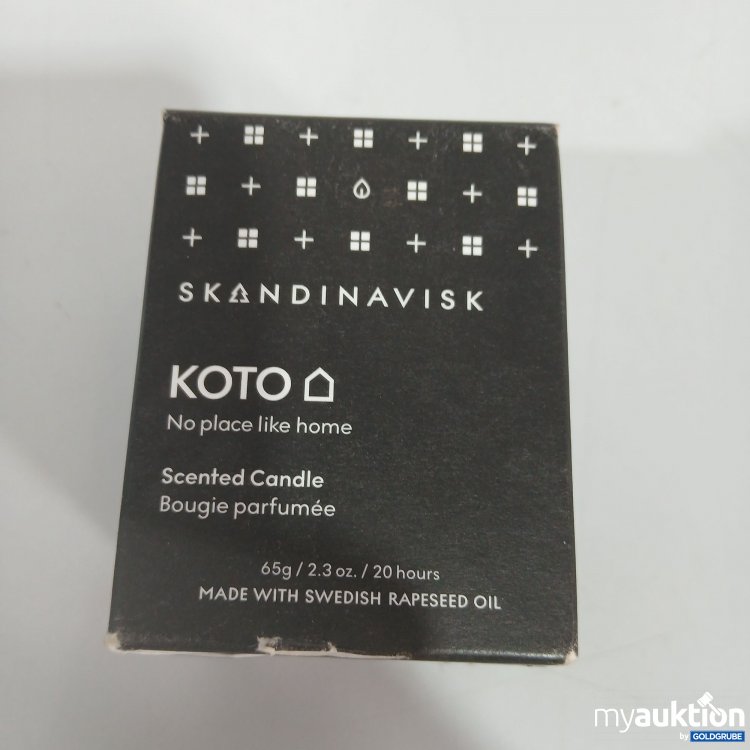 SKANDINAVISK
KOTO
No place like home
Scented Candle
Bougie parfumée
65g / 2.3 oz. / 20 hours
MADE WITH SWEDISH RAPESEED OIL
myauktion
by GOLDGRUBE